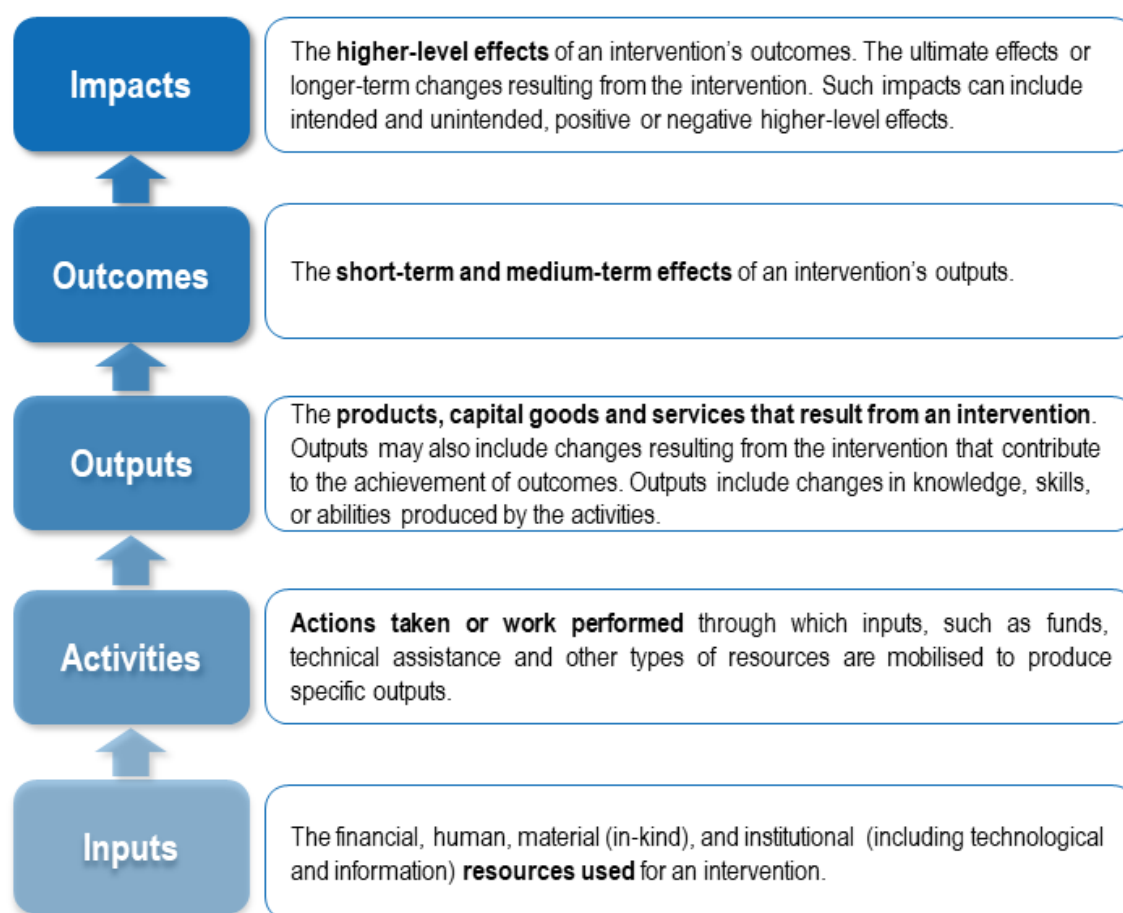 Impacts
The higher-level effects of an intervention's outcomes. The ultimate effects or
longer-term changes resulting from the intervention. Such impacts can include
intended and unintended, positive or negative higher-level effects.
Outcomes
The short-term and medium-term effects of an intervention's outputs.
Outputs
The products, capital goods and services that result from an intervention.
Outputs may also include changes resulting from the intervention that contribute
to the achievement of outcomes. Outputs include changes in knowledge, skills,
or abilities produced by the activities.
Activities
Actions taken or work performed through which inputs, such as funds,
technical assistance and other types of resources are mobilised to produce
specific outputs.
Inputs
The financial, human, material (in-kind), and institutional (including technological
and information) resources used for an intervention.